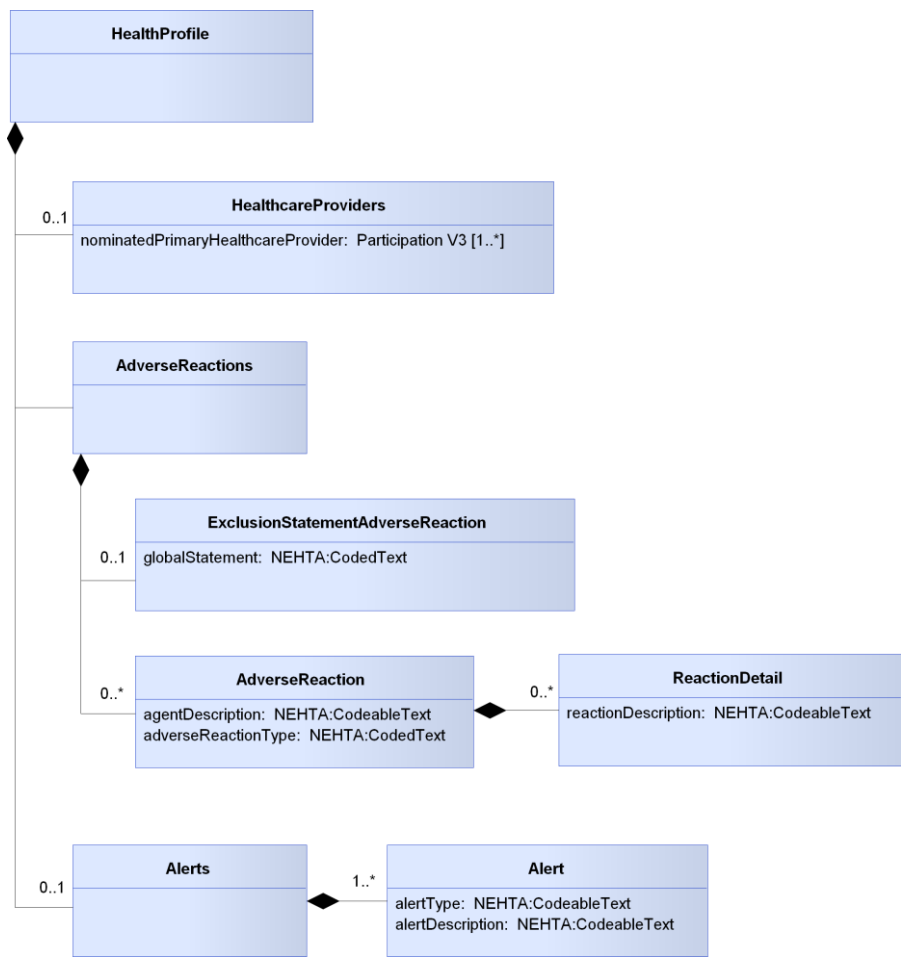 HealthProfile
HealthcareProviders
0..1
nominatedPrimaryHealthcareProvider: Participation V3 [1..*]
AdverseReactions
ExclusionStatementAdverseReaction
0..1
globalStatement: NEHTA:CodedText
AdverseReaction
0..*
agentDescription: NEHTA:CodeableText
adverseReactionType: NEHTA:CodedText
0..*
ReactionDetail
reactionDescription: NEHTA:CodeableText
Alerts
0..1
1..*
Alert
alertType: NEHTA:CodeableText
alertDescription: NEHTA:CodeableText